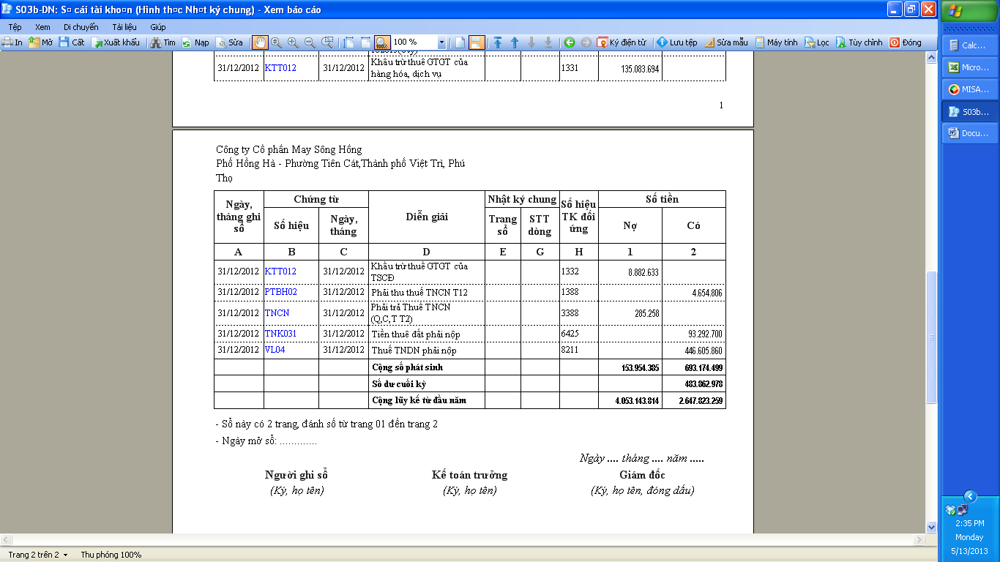 S03b-DN: S¤ cái tài kho¤n (Hình th¤c Nh¤t ký chung) - Xem báo cáo
Tệp Xem Di chuyển Tài liệu Giúp
In Mở Cất Xuất khẩu Tìm Nạp Sửa 100 % Ký điện tử Lưu tệp Sửa mẫu Máy tính Lọc Tùy chỉnh Đóng
31/12/2012 KTT012 31/12/2012 Khấu trừ thuế GTGT của 1331 135.083.694
hàng hóa, dịch vụ
1
Công ty Cổ phần May Sông Hồng
Phố Hồng Hà - Phường Tiên Cát,Thành phố Việt Trì, Phú
Thọ
Ngày, tháng ghi sổ Chứng từ Diễn giải Nhật ký chung Số hiệu TK đối ứng Số tiền
Số hiệu Ngày, tháng Trang sổ STT dòng Nợ Có
A B C D E G H 1 2
31/12/2012 KTT012 31/12/2012 Khấu trừ thuế GTGT của 1332 8.882.633
TSCĐ
31/12/2012 PTBH02 31/12/2012 Phải thu thuế TNCN T12 1388 4.654.806
31/12/2012 TNCN 31/12/2012 Phải trả Thuế TNCN 3388 285.258
(Q,C,T T2)
31/12/2012 TNK031 31/12/2012 Tiền thuê đất phải nộp 6425 93.292.700
31/12/2012 VL04 31/12/2012 Thuế TNDN phải nộp 8211 446.605.860
Cộng số phát sinh 153.954.385 693.174.499
Số dư cuối kỳ 483.862.978
Cộng lũy kế từ đầu năm 4.053.143.814 2.647.823.259
- Sổ này có 2 trang, đánh số từ trang 01 đến trang 2
- Ngày mở sổ: .............
Ngày .... tháng .... năm .....
Người ghi sổ Kế toán trưởng Giám đốc
(Ký, họ tên) (Ký, họ tên) (Ký, họ tên, đóng dấu)
Trang 2 trên 2 Thu phóng 100%
Calc...
Micro...
MISA...
S03b...
Docu...
2:35 PM
Monday
5/13/2013